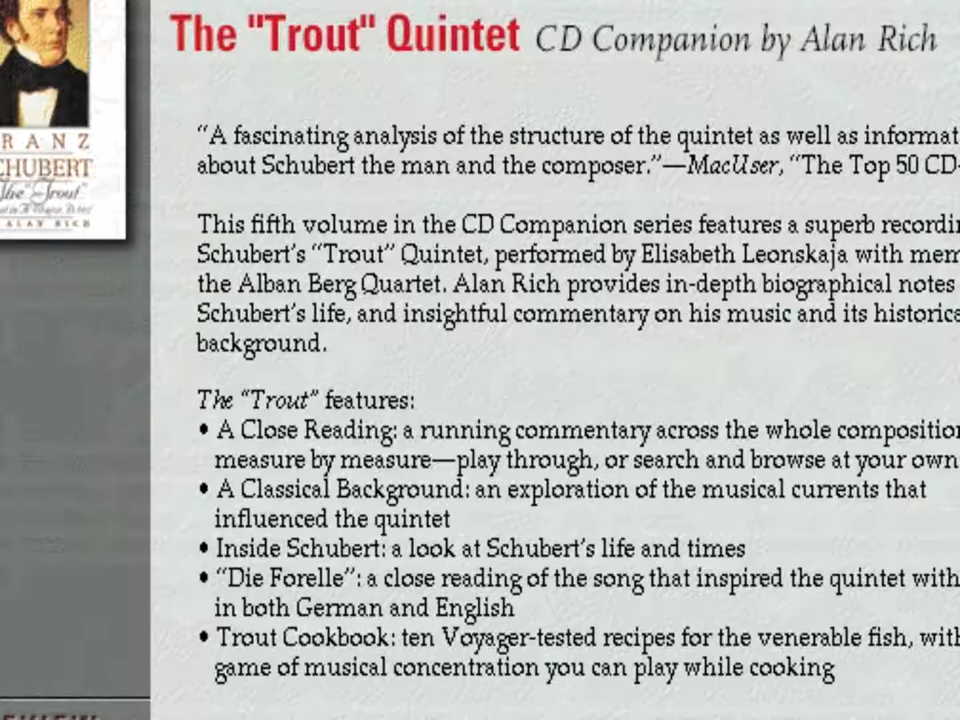 The "Trout" Quintet CD Companion by Alan Rich
RANZ
CHUBERT
The "Trout"
ALAN RICH
“A fascinating analysis of the structure of the quintet as well as informat
about Schubert the man and the composer.”—MacUser, “The Top 50 CD-
This fifth volume in the CD Companion series features a superb recordin
Schubert’s “Trout” Quintet, performed by Elisabeth Leonskaja with mem
the Alban Berg Quartet. Alan Rich provides in-depth biographical notes
Schubert’s life, and insightful commentary on his music and its historica
background.
The “Trout” features:
• A Close Reading: a running commentary across the whole composition
measure by measure—play through, or search and browse at your own
• A Classical Background: an exploration of the musical currents that
influenced the quintet
• Inside Schubert: a look at Schubert’s life and times
• “Die Forelle”: a close reading of the song that inspired the quintet with
in both German and English
• Trout Cookbook: ten Voyager-tested recipes for the venerable fish, with
game of musical concentration you can play while cooking